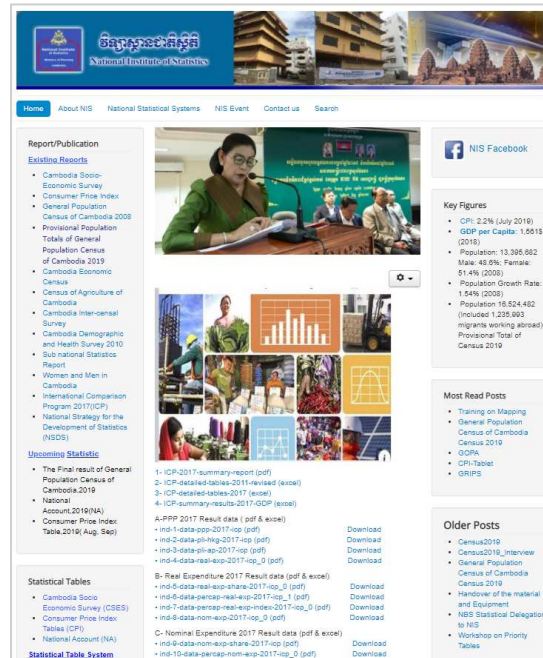 វិទ្យាស្ថានជាតិស្ថិតិ
National Institute of Statistics
Home About NIS National Statistical Systems NIS Event Contact us Search
Report/Publication
Existing Reports
• Cambodia Socio-
Economic Survey
• Consumer Price Index
• General Population
Census of Cambodia 2008
• Provisional Population
Totals of General
Population Census
of Cambodia 2019
• Cambodia Economic
Census
• Census of Agriculture of
Cambodia
• Cambodia Inter-censal
Survey
• Cambodia Demographic
and Health Survey 2010
• Sub national Statistics
Report
• Women and Men in
Cambodia
• International Comparison
Program 2017(ICP)
• National Strategy for the
Development of Statistics
(NSDS)
Upcoming Statistic
• The Final result of General
Population Census of
Cambodia,2019
• National
Account,2019(NA)
• Consumer Price Index
Table,2019( Aug, Sep)
Statistical Tables
• Cambodia Socio
Economic Survey (CSES)
• Consumer Price Index
Tables (CPI)
• National Account (NA)
Statistical Table System
1- ICP-2017-summary-report (pdf)
2- ICP-detailed-tables-2011-revised (excel)
3- ICP-detailed-tables-2017 (excel)
4- ICP-summary-results-2017-GDP (excel)
A-PPP 2017 Result data ( pdf & excel)
• ind-1-data-ppp-2017-icp (pdf) Download
• ind-2-data-pli-hkg-2017-icp (pdf) Download
• ind-3-data-pli-ap-2017-icp (pdf) Download
• ind-4-data-real-exp-2017-icp_0 (pdf) Download
B- Real Expenditure 2017 Result data (pdf & excel)
• ind-5-data-real-exp-share-2017-icp (pdf) Download
• ind-6-data-percap-real-exp-2017-icp_1 (pdf) Download
• ind-7-data-percap-real-exp-index-2017-icp_0 (pdf) Download
• ind-8-data-nom-exp-2017-icp_0 (pdf) Download
C- Nominal Expenditure 2017 Result data (pdf & excel)
• ind-9-data-nom-exp-share-2017-icp (pdf) Download
• ind-10-data-percap-nom-exp-2017-icp_0 (pdf) Download
NIS Facebook
Key Figures
• CPI: 2.2% (July 2019)
• GDP per Capita: 1,561$
(2018)
• Population: 13,395,682
Male: 48.6%; Female:
51.4% (2008)
• Population Growth Rate:
1.54% (2008)
• Population 16,524,482
(Included 1,235,993
migrants working abroad)
Provisional Total of
Census 2019
Most Read Posts
• Training on Mapping
• General Population
Census of Cambodia
Census 2019
• GOPA
• CPI-Tablet
• GRIPS
Older Posts
• Census2019
• Census2019_Interview
• General Population
Census of Cambodia
Census 2019
• Handover of the material
and Equipment
• NBS Statistical Delegation
to NIS
• Workshop on Priority
Tables